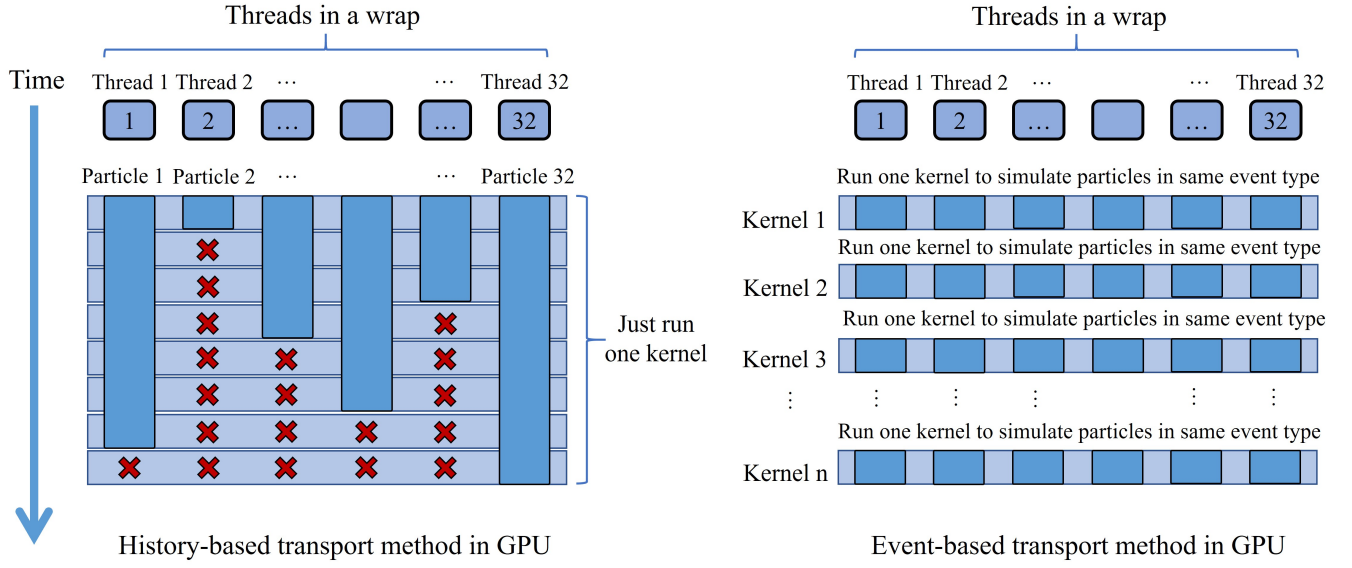 Threads in a wrap
Time
Thread 1 Thread 2 ... ... Thread 32
1 2 ... ... 32
Particle 1 Particle 2 ... ... Particle 32
Just run
one kernel
History-based transport method in GPU
Threads in a wrap
Thread 1 Thread 2 ... ... Thread 32
1 2 ... ... 32
Run one kernel to simulate particles in same event type
Kernel 1
Run one kernel to simulate particles in same event type
Kernel 2
Run one kernel to simulate particles in same event type
Kernel 3
⋮ ⋮ ⋮ ⋮ ⋮ ⋮
Run one kernel to simulate particles in same event type
Kernel n
Event-based transport method in GPU